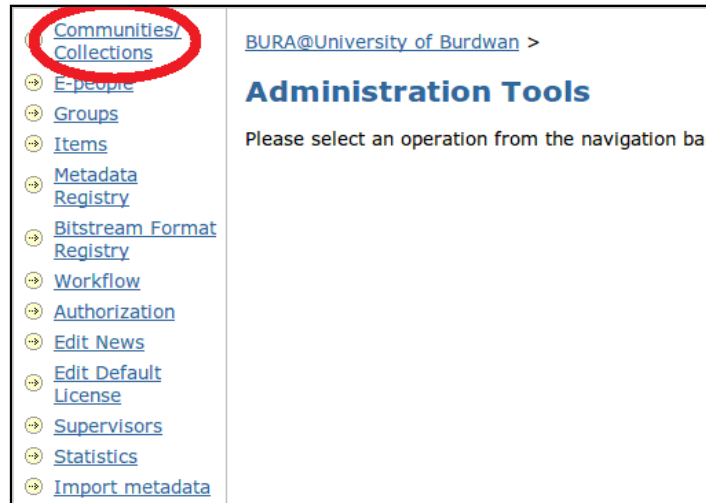 Communities/
Collections
E-people
Groups
Items
Metadata
Registry
Bitstream Format
Registry
Workflow
Authorization
Edit News
Edit Default
License
Supervisors
Statistics
Import metadata
BURA@University of Burdwan >
Administration Tools
Please select an operation from the navigation ba